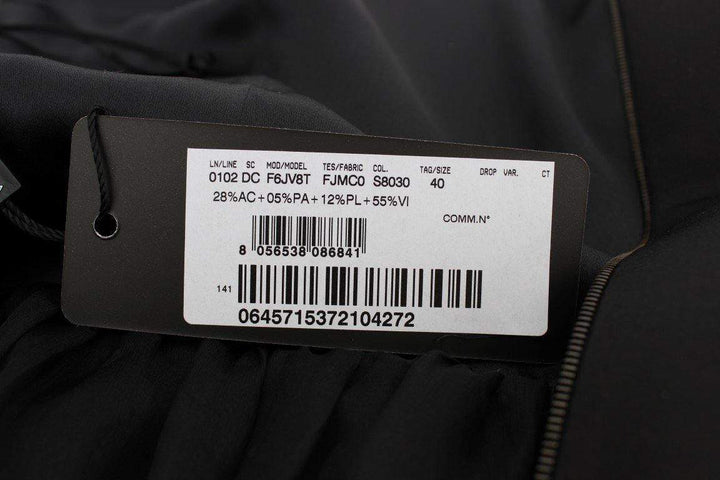 LN/LINE SC MOD/MODEL TES/FABRIC COL. TAG/SIZE DROP VAR. CT
0102 DC F6JV8T FJMC0 S8030 40
28%AC+05%PA+12%PL+55%VI
COMM.N°
8 056538 086841
141
0645715372104272